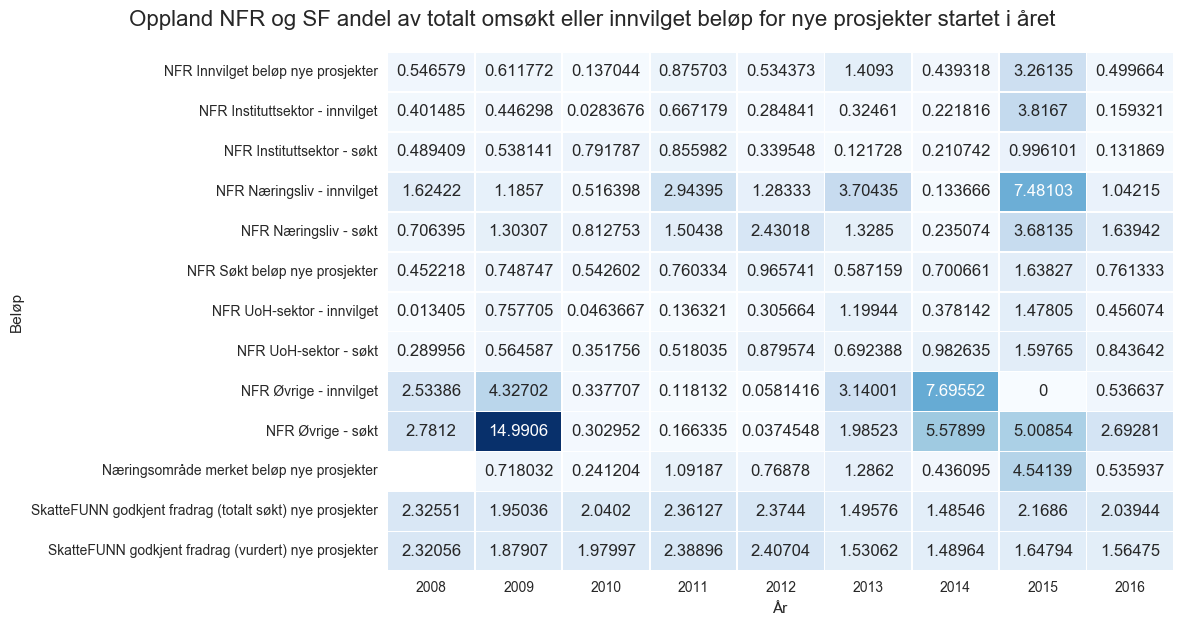 Oppland NFR og SF andel av totalt omsøkt eller innvilget beløp for nye prosjekter startet i året
Beløp
NFR Innvilget beløp nye prosjekter 0.546579 0.611772 0.137044 0.875703 0.534373 1.4093 0.439318 3.26135 0.499664
NFR Instituttsektor - innvilget 0.401485 0.446298 0.0283676 0.667179 0.284841 0.32461 0.221816 3.8167 0.159321
NFR Instituttsektor - søkt 0.489409 0.538141 0.791787 0.855982 0.339548 0.121728 0.210742 0.996101 0.131869
NFR Næringsliv - innvilget 1.62422 1.1857 0.516398 2.94395 1.28333 3.70435 0.133666 7.48103 1.04215
NFR Næringsliv - søkt 0.706395 1.30307 0.812753 1.50438 2.43018 1.3285 0.235074 3.68135 1.63942
NFR Søkt beløp nye prosjekter 0.452218 0.748747 0.542602 0.760334 0.965741 0.587159 0.700661 1.63827 0.761333
NFR UoH-sektor - innvilget 0.013405 0.757705 0.0463667 0.136321 0.305664 1.19944 0.378142 1.47805 0.456074
NFR UoH-sektor - søkt 0.289956 0.564587 0.351756 0.518035 0.879574 0.692388 0.982635 1.59765 0.843642
NFR Øvrige - innvilget 2.53386 4.32702 0.337707 0.118132 0.0581416 3.14001 7.69552 0 0.536637
NFR Øvrige - søkt 2.7812 14.9906 0.302952 0.166335 0.0374548 1.98523 5.57899 5.00854 2.69281
Næringsområde merket beløp nye prosjekter 0.718032 0.241204 1.09187 0.76878 1.2862 0.436095 4.54139 0.535937
SkatteFUNN godkjent fradrag (totalt søkt) nye prosjekter 2.32551 1.95036 2.0402 2.36127 2.3744 1.49576 1.48546 2.1686 2.03944
SkatteFUNN godkjent fradrag (vurdert) nye prosjekter 2.32056 1.87907 1.97997 2.38896 2.40704 1.53062 1.48964 1.64794 1.56475
2008 2009 2010 2011 2012 2013 2014 2015 2016
År